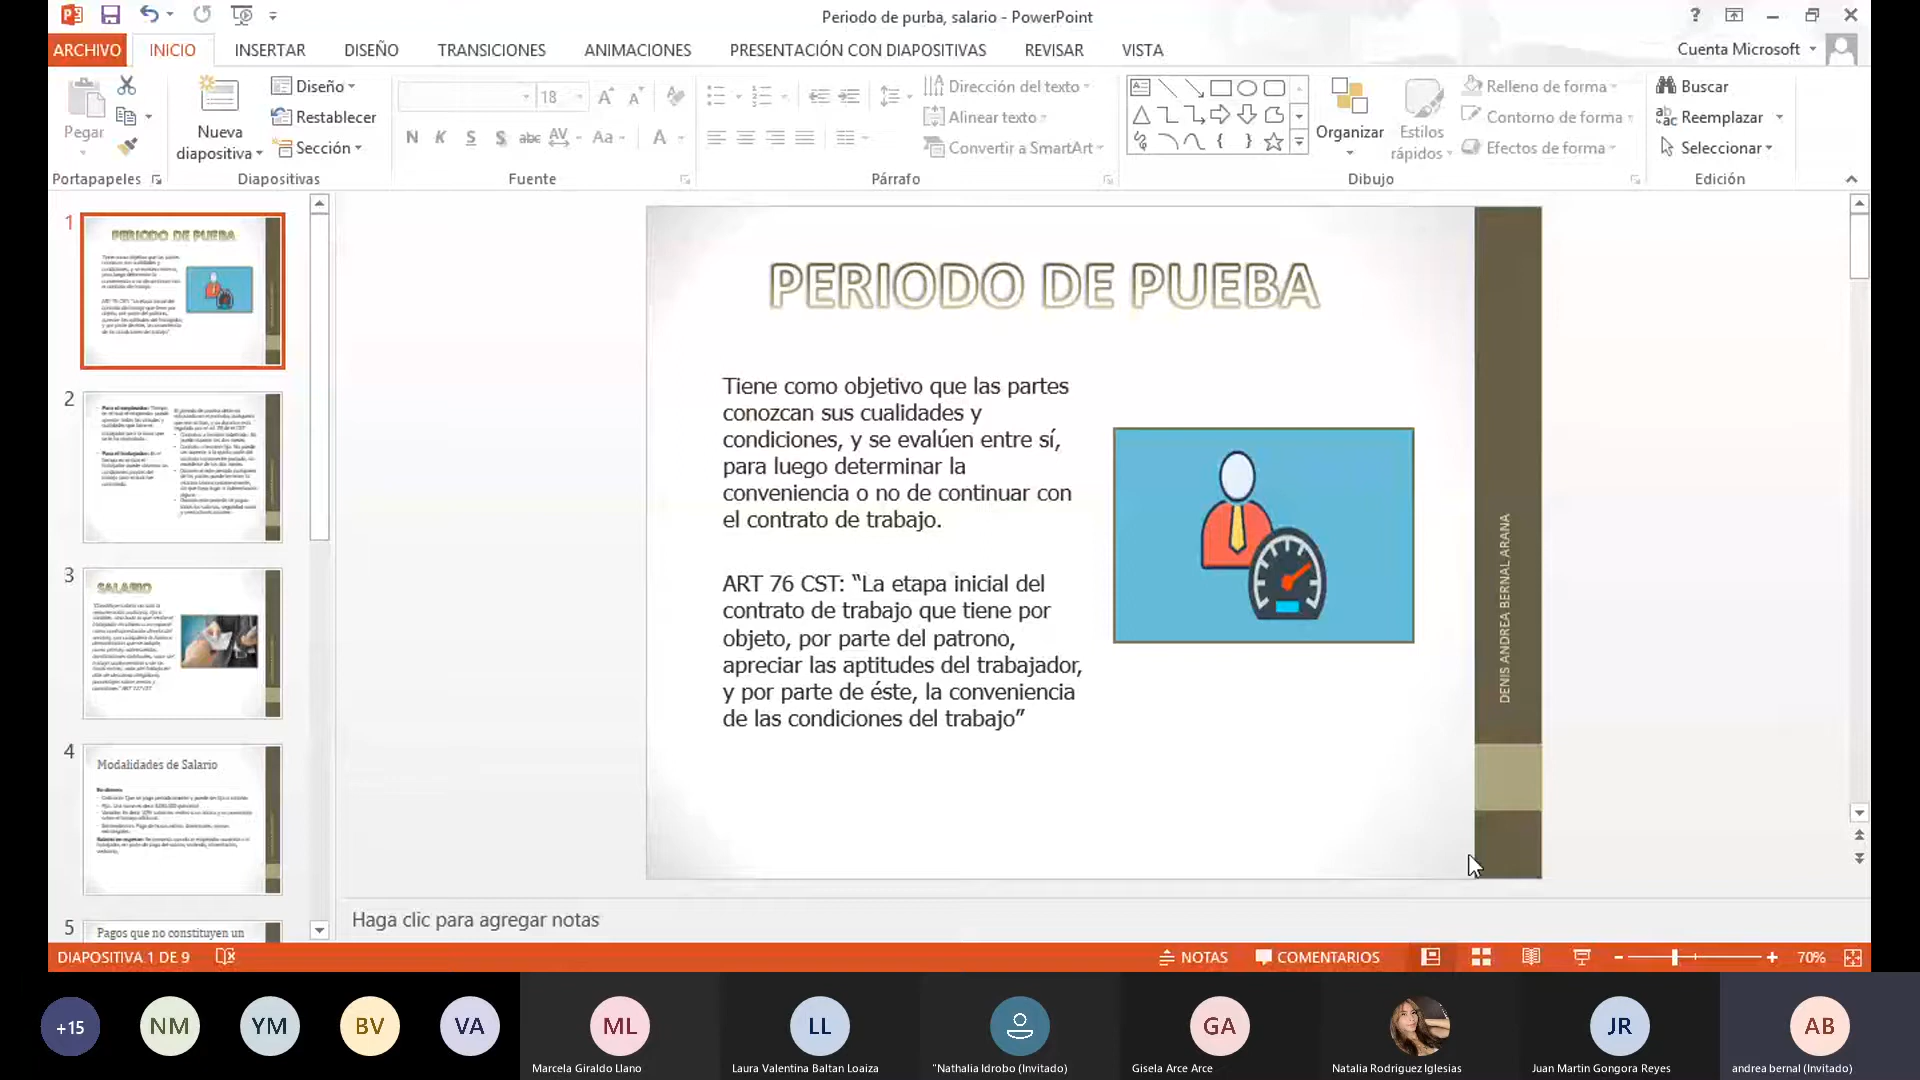 Periodo de purba, salario - PowerPoint
?
ARCHIVO INICIO INSERTAR DISEÑO TRANSICIONES ANIMACIONES PRESENTACIÓN CON DIAPOSITIVAS REVISAR VISTA Cuenta Microsoft
Pegar
Portapapeles
Nueva diapositiva
Diseño
Restablecer
Sección
Diapositivas
18
N K S S abc AV Aa A
Fuente
Dirección del texto
Alinear texto
Convertir a SmartArt
Párrafo
Organizar
Estilos rápidos
Relleno de forma
Contorno de forma
Efectos de forma
Dibujo
Buscar
Reemplazar
Seleccionar
Edición
1
PERIODO DE PUEBA
2
3
SALARIO
4
Modalidades de Salario
5
Pagos que no constituyen un
PERIODO DE PUEBA
Tiene como objetivo que las partes
conozcan sus cualidades y
condiciones, y se evalúen entre sí,
para luego determinar la
conveniencia o no de continuar con
el contrato de trabajo.
ART 76 CST: “La etapa inicial del
contrato de trabajo que tiene por
objeto, por parte del patrono,
apreciar las aptitudes del trabajador,
y por parte de éste, la conveniencia
de las condiciones del trabajo”
DENIS ANDREA BERNAL ARANA
Haga clic para agregar notas
DIAPOSITIVA 1 DE 9 NOTAS COMENTARIOS 70%
+15 NM YM BV VA ML LL GA JR AB
Marcela Giraldo Llano Laura Valentina Baltan Loaiza "Nathalia Idrobo (Invitado) Gisela Arce Arce Natalia Rodriguez Iglesias Juan Martin Gongora Reyes andrea bernal (Invitado)